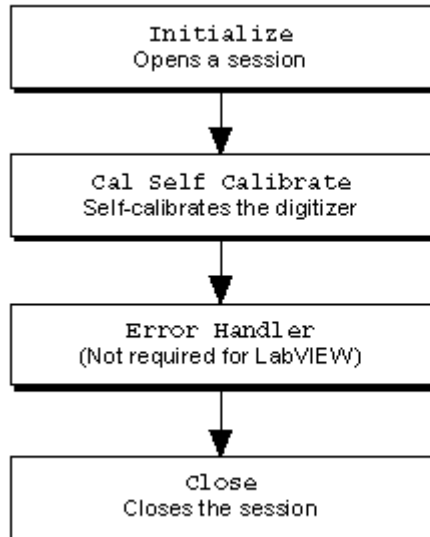 Initialize
Opens a session
Cal Self Calibrate
Self-calibrates the digitizer
Error Handler
(Not required for LabVIEW)
Close
Closes the session